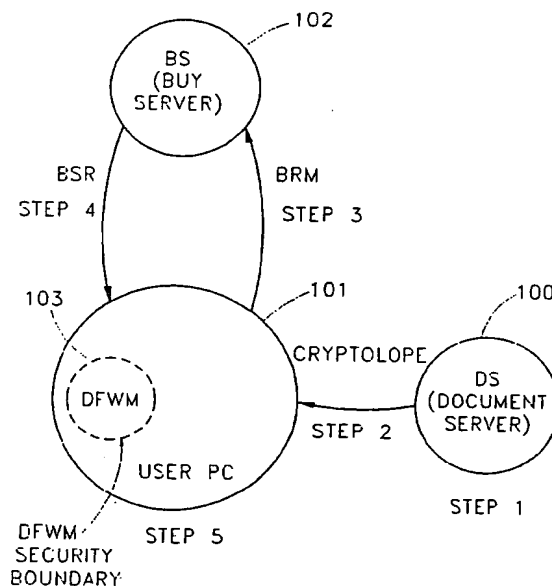 102
BS
(BUY
SERVER)
BSR
STEP 4
BRM
STEP 3
103
101
100
DFWM
CRYPTOLOPE
STEP 2
DS
(DOCUMENT
SERVER)
USER PC
STEP 5
STEP 1
DFWM
SECURITY
BOUNDARY